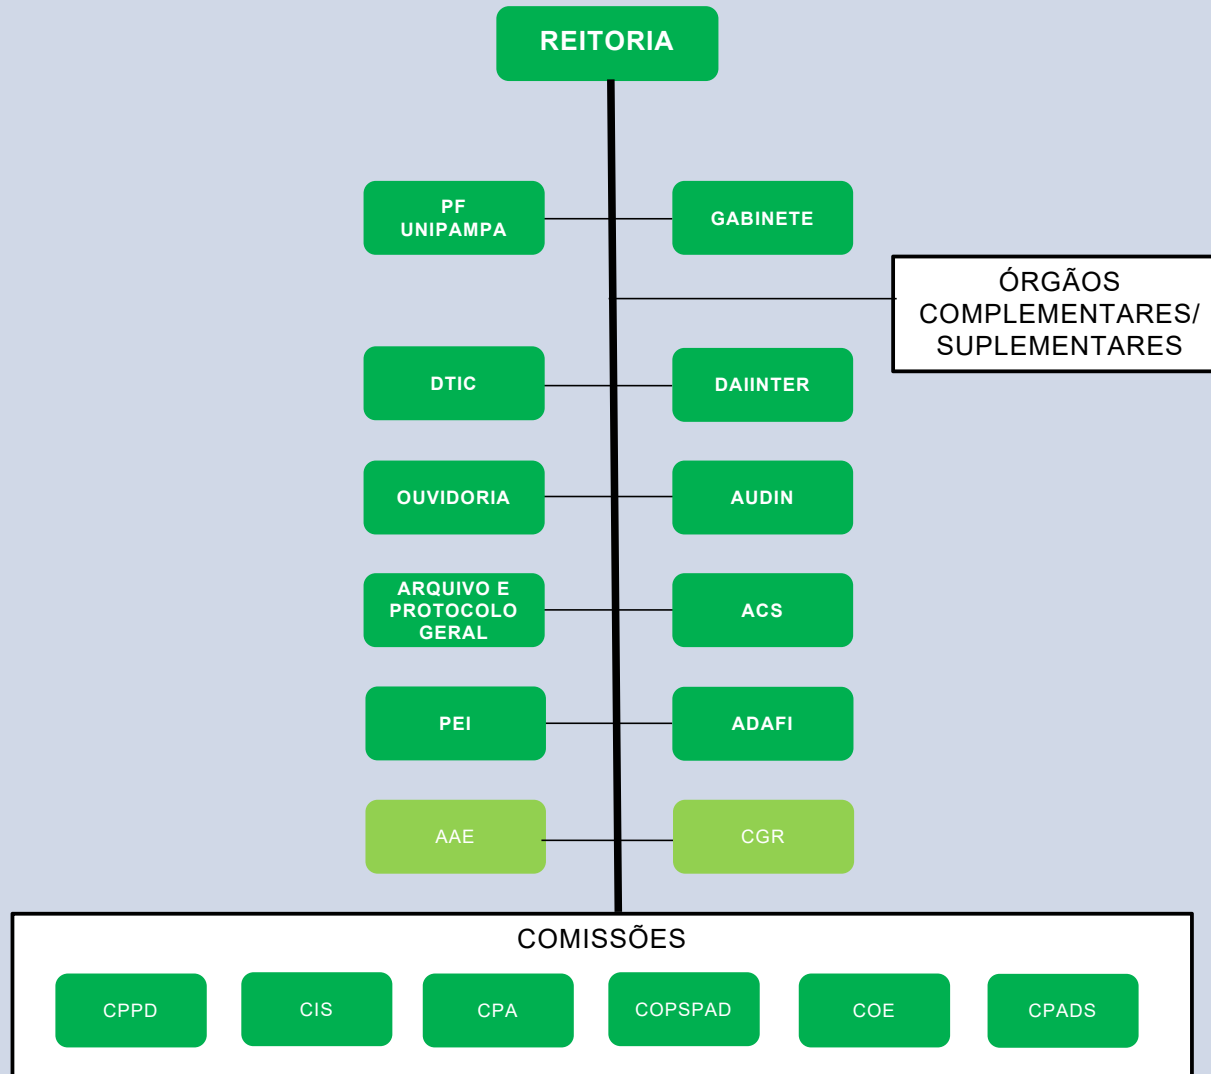 REITORIA
PF
UNIPAMPA
GABINETE
ÓRGÃOS
COMPLEMENTARES/
SUPLEMENTARES
DTIC
DAIINTER
OUVIDORIA
AUDIN
ARQUIVO E
PROTOCOLO
GERAL
ACS
PEI
ADAFI
AAE
CGR
COMISSÕES
CPPD
CIS
CPA
COPSPAD
COE
CPADS